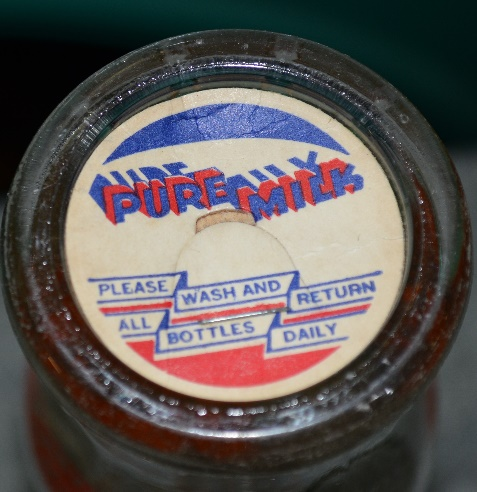 PURE MILK
PLEASE WASH AND RETURN
ALL BOTTLES DAILY